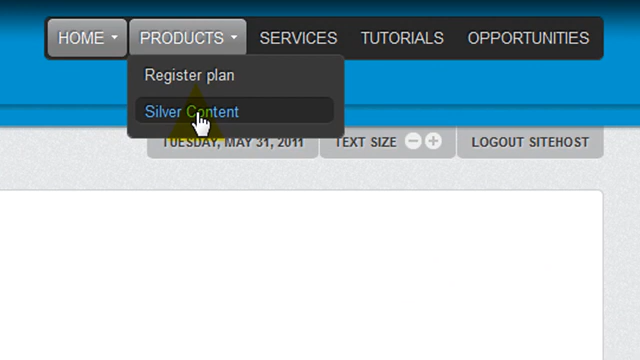 HOME PRODUCTS SERVICES TUTORIALS OPPORTUNITIES
Register plan
Silver Content
TUESDAY, MAY 31, 2011 TEXT SIZE LOGOUT SITEHOST